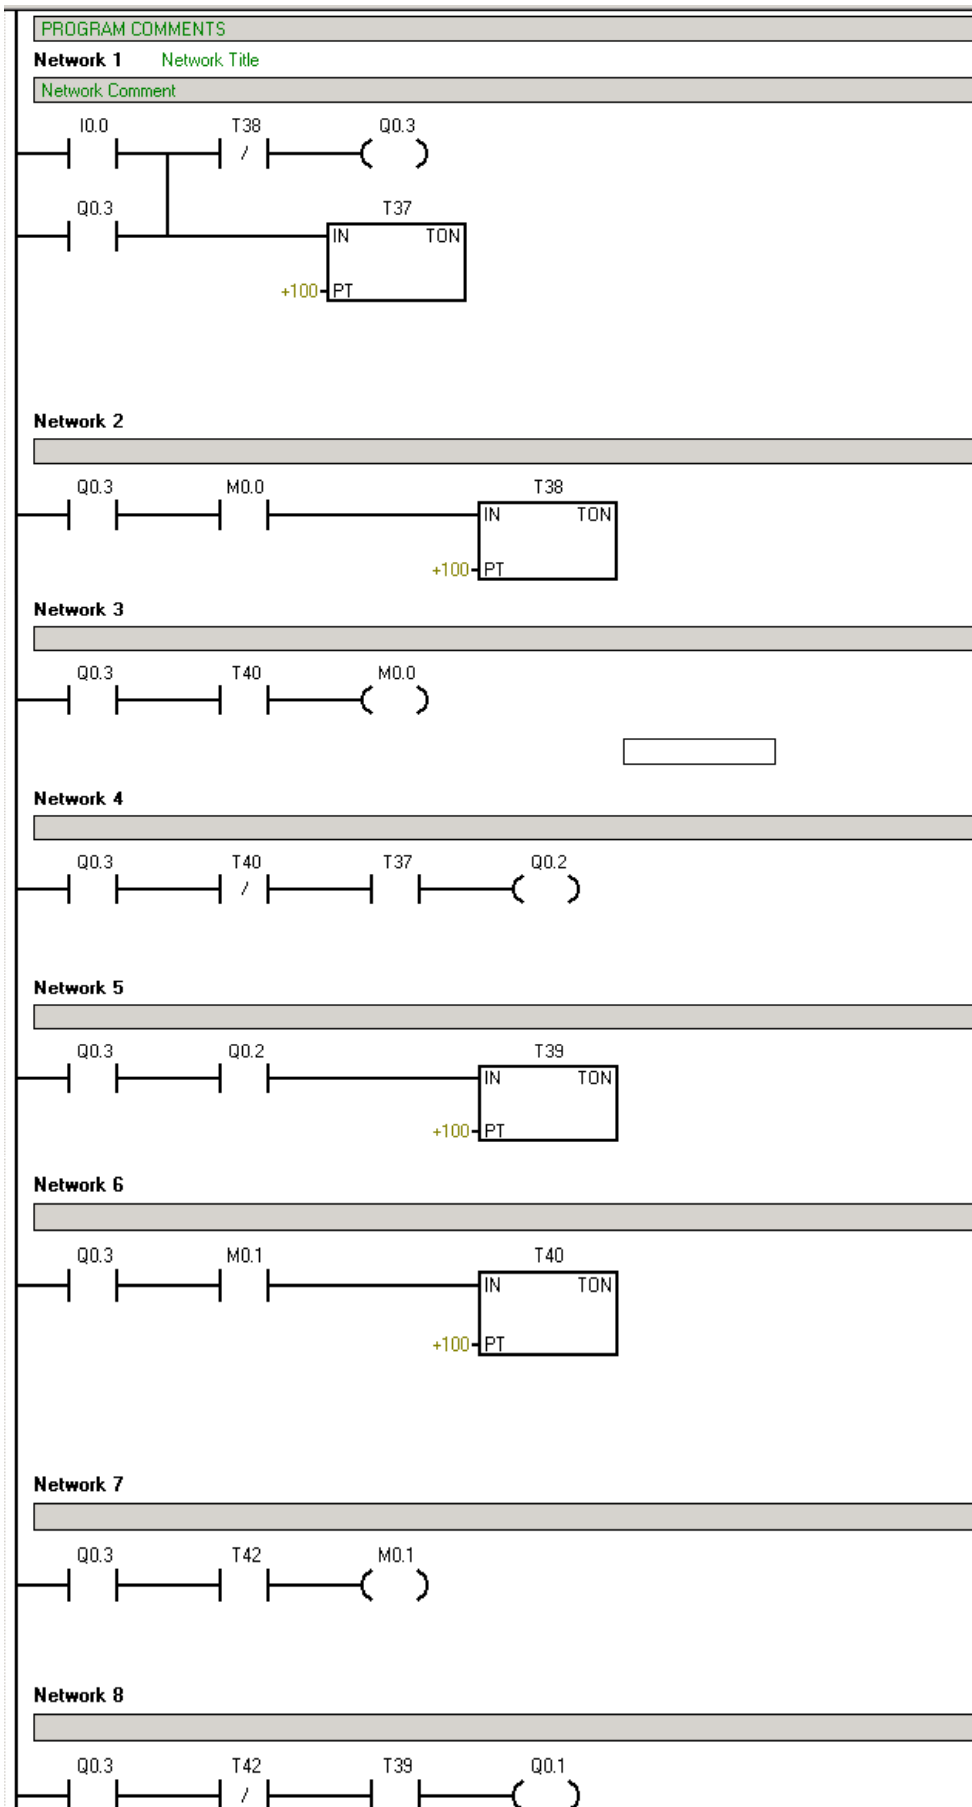 PROGRAM COMMENTS
Network 1 Network Title
Network Comment
I0.0 T38 Q0.3
/
Q0.3 T37
IN TON
+100 PT
Network 2
Q0.3 M0.0 T38
IN TON
+100 PT
Network 3
Q0.3 T40 M0.0
Network 4
Q0.3 T40 T37 Q0.2
/
Network 5
Q0.3 Q0.2 T39
IN TON
+100 PT
Network 6
Q0.3 M0.1 T40
IN TON
+100 PT
Network 7
Q0.3 T42 M0.1
Network 8
Q0.3 T42 T39 Q0.1
/